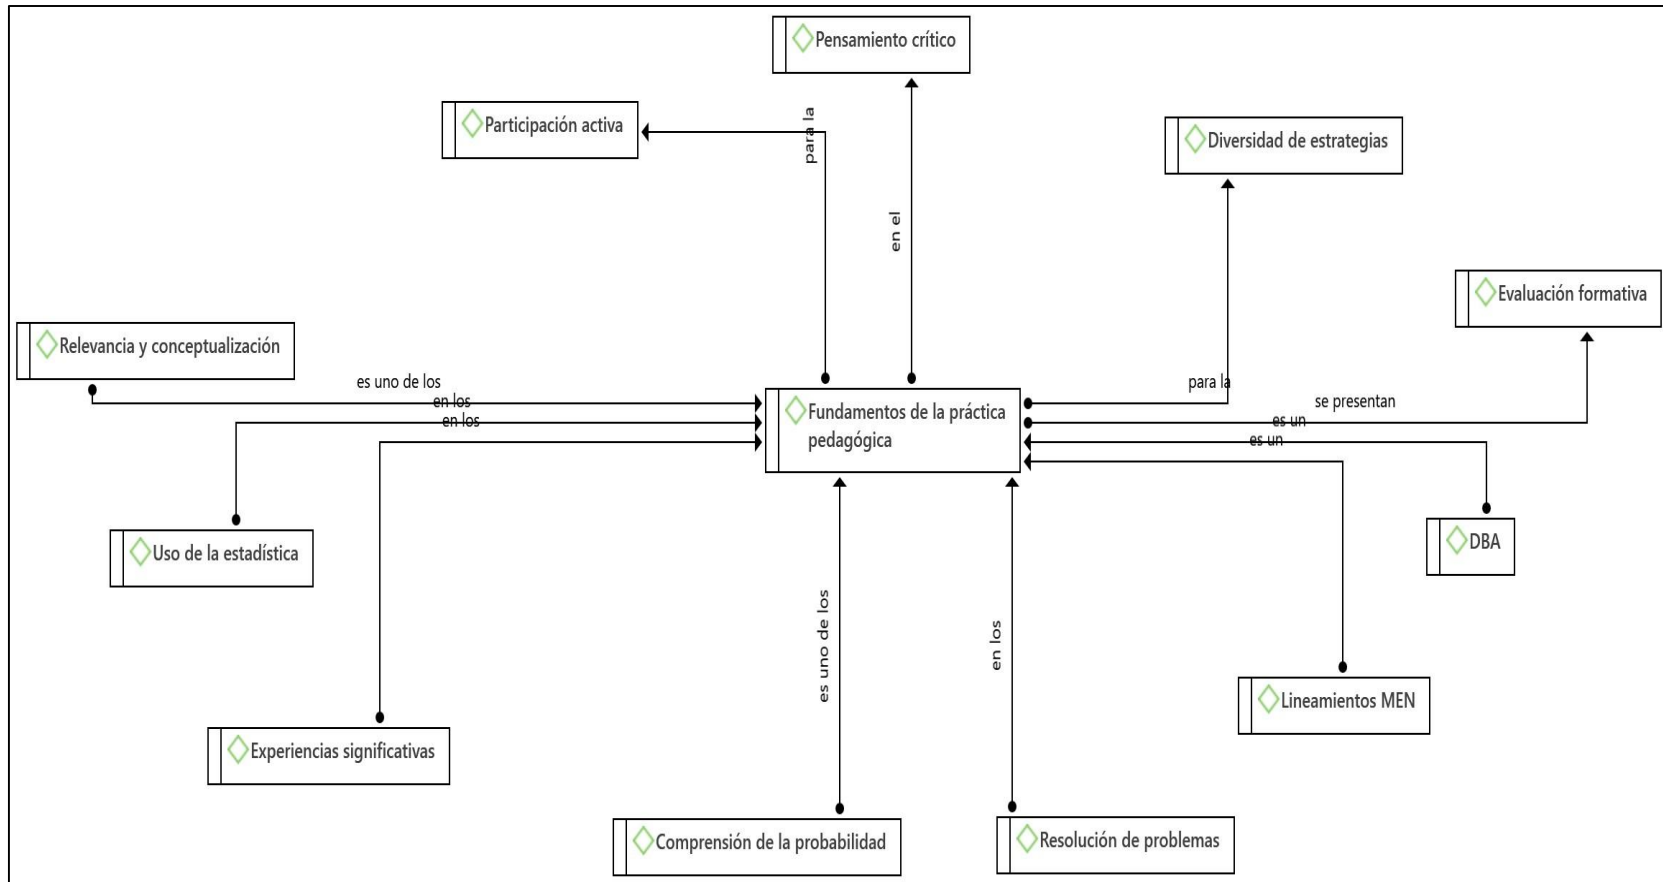 Pensamiento crítico
Participación activa
para la
Diversidad de estrategias
en el
Evaluación formativa
Relevancia y conceptualización
es uno de los
en los
en los
Fundamentos de la práctica
pedagógica
para la
se presentan
es un
es un
Uso de la estadística
DBA
es uno de los
en los
Lineamientos MEN
Experiencias significativas
Comprensión de la probabilidad
Resolución de problemas